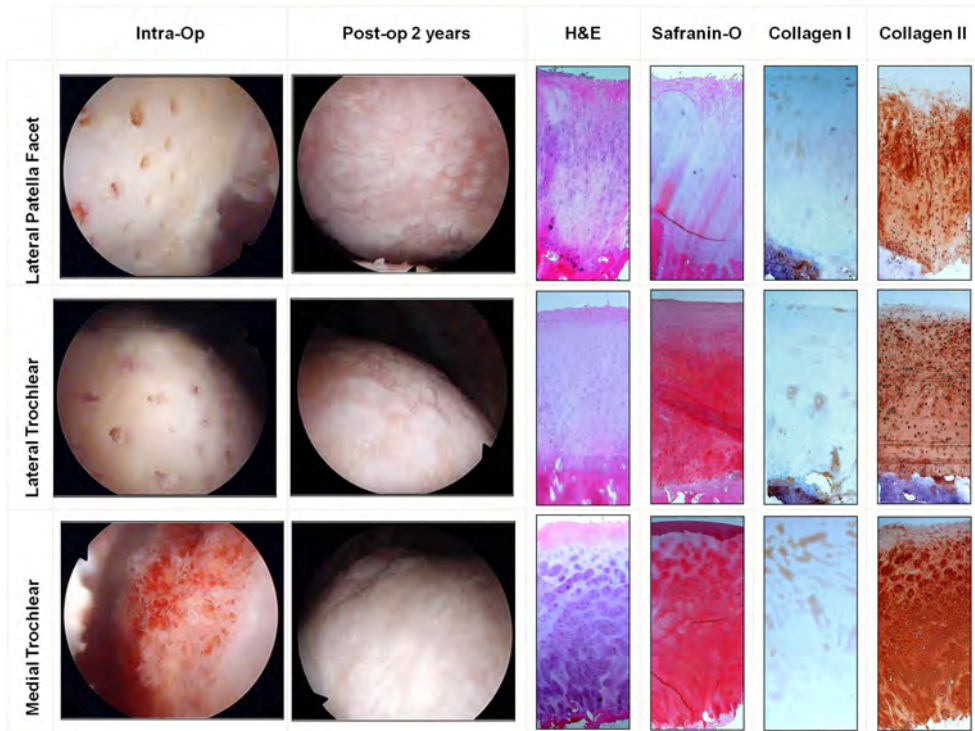 Intra-Op
Post-op 2 years
H&E
Safranin-O
Collagen I
Collagen II
Lateral Patella Facet
Lateral Trochlear
Medial Trochlear